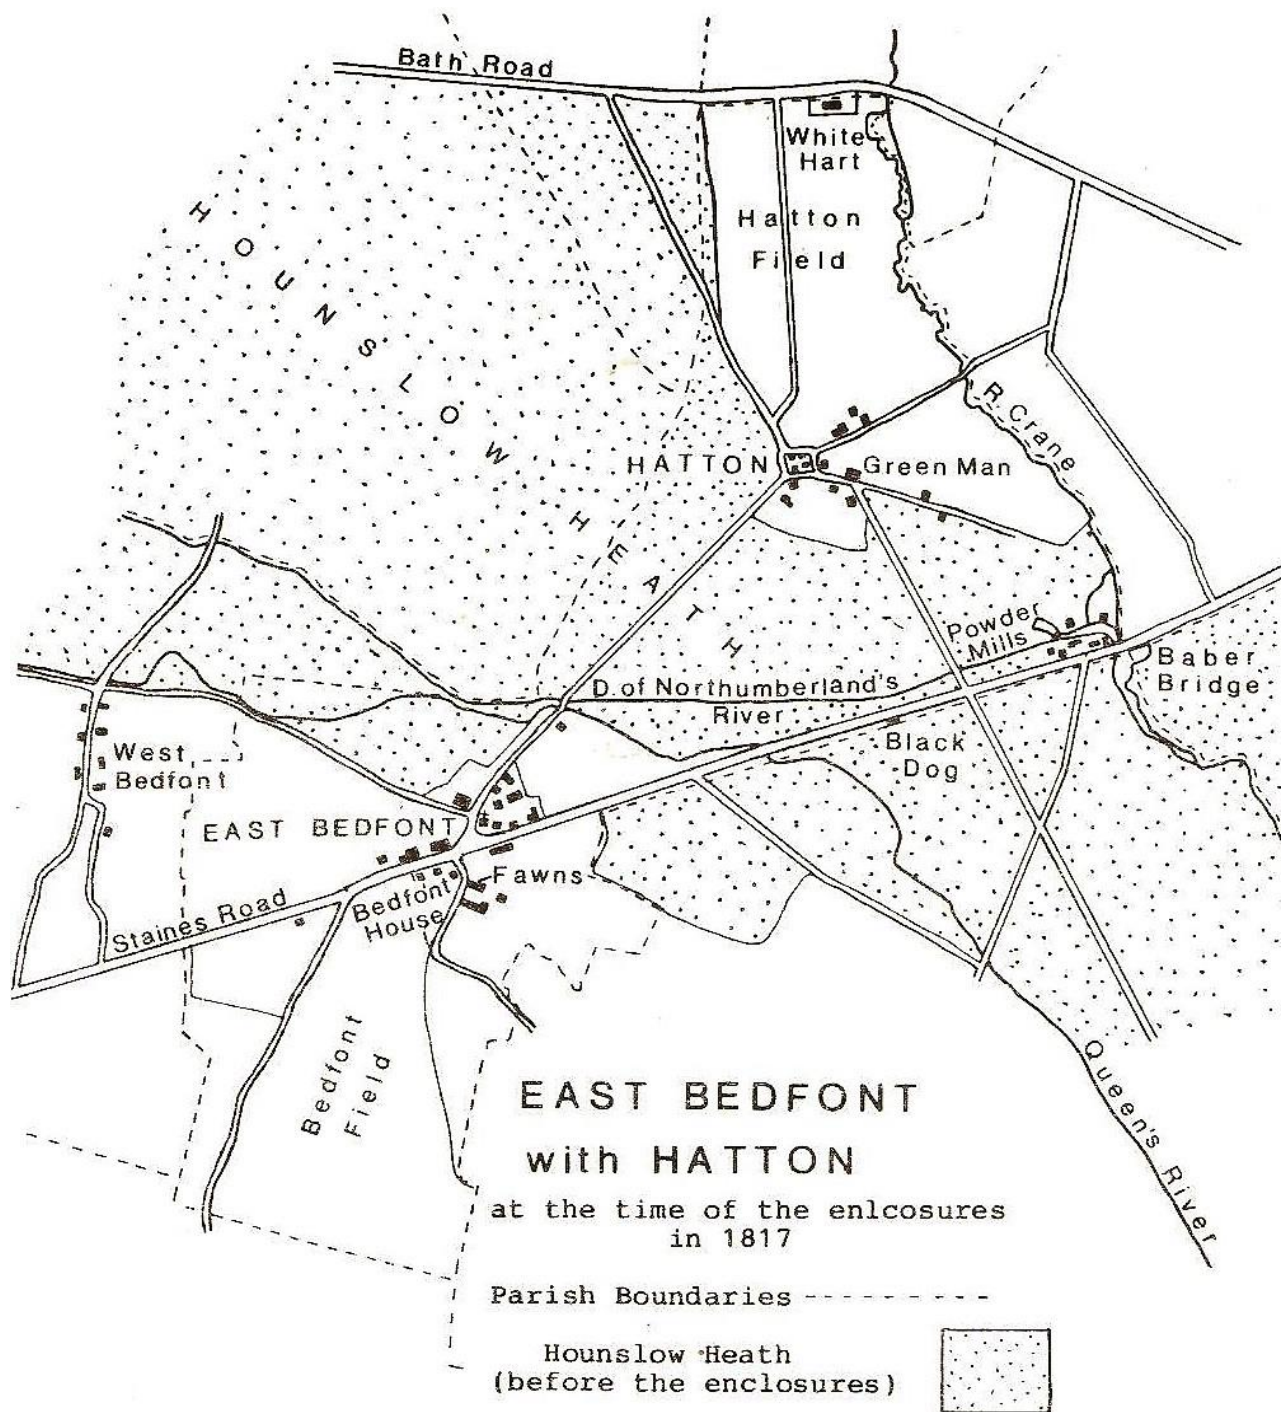 Bath Road
White
Hart
Hatton
Field
HOUNSLOW HEATH
R. Crane
HATTON
Green Man
Powder
Mills
Baber
Bridge
D. of Northumberland's
River
Black
Dog
West
Bedfont
EAST BEDFONT
Fawns
Bedfont
House
Staines Road
Bedfont
Field
Queen's River
EAST BEDFONT
with HATTON
at the time of the enlcosures
in 1817
Parish Boundaries
Hounslow Heath
(before the enclosures)